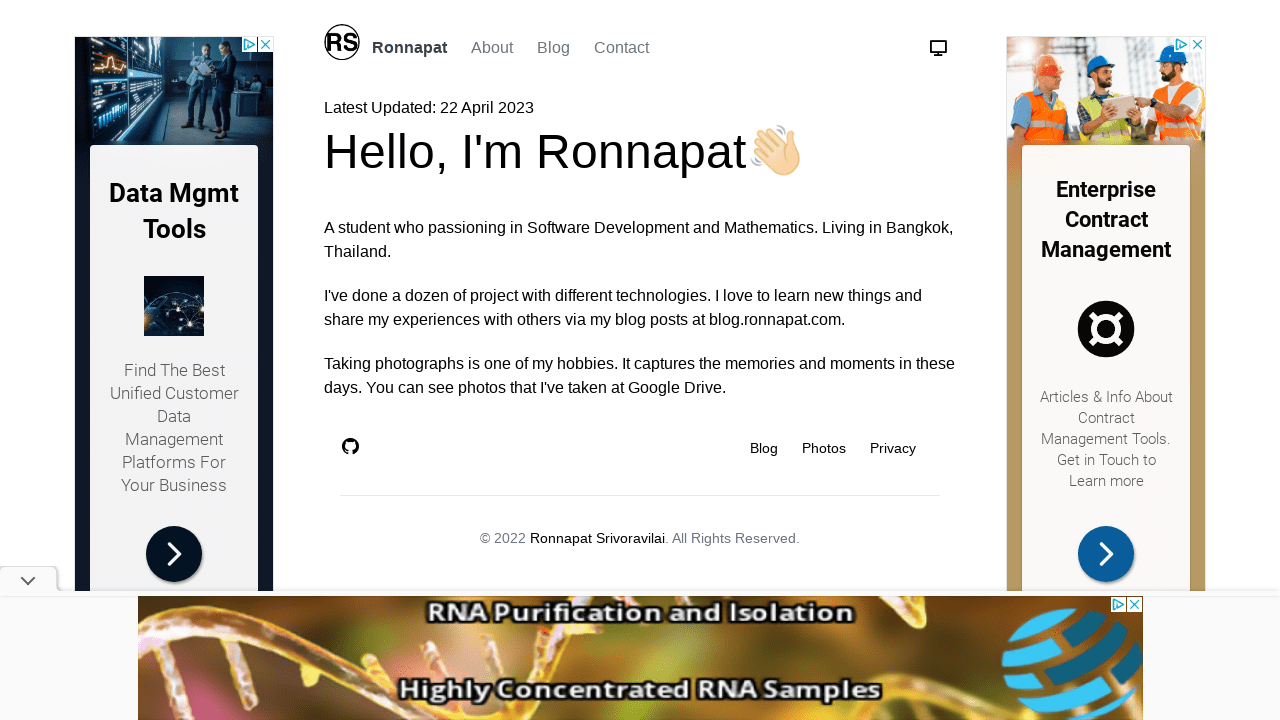 RS
Ronnapat
About
Blog
Contact
Latest Updated: 22 April 2023
Hello, I'm Ronnapat
A student who passioning in Software Development and Mathematics. Living in Bangkok,
Thailand.
I've done a dozen of project with different technologies. I love to learn new things and
share my experiences with others via my blog posts at blog.ronnapat.com.
Taking photographs is one of my hobbies. It captures the memories and moments in these
days. You can see photos that I've taken at Google Drive.
Blog
Photos
Privacy
© 2022 Ronnapat Srivoravilai. All Rights Reserved.
Data Mgmt
Tools
Find The Best
Unified Customer
Data
Management
Platforms For
Your Business
Enterprise
Contract
Management
Articles & Info About
Contract
Management Tools.
Get in Touch to
Learn more
RNA Purification and Isolation
Highly Concentrated RNA Samples